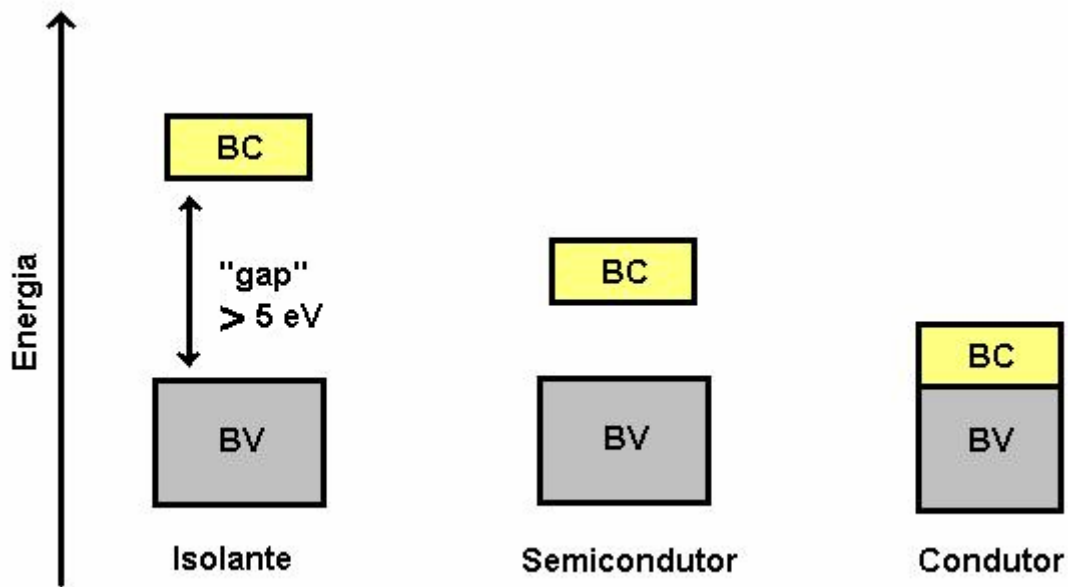 Energia
BC
"gap"
> 5 eV
BV
Isolante
BC
BV
Semicondutor
BC
BV
Condutor